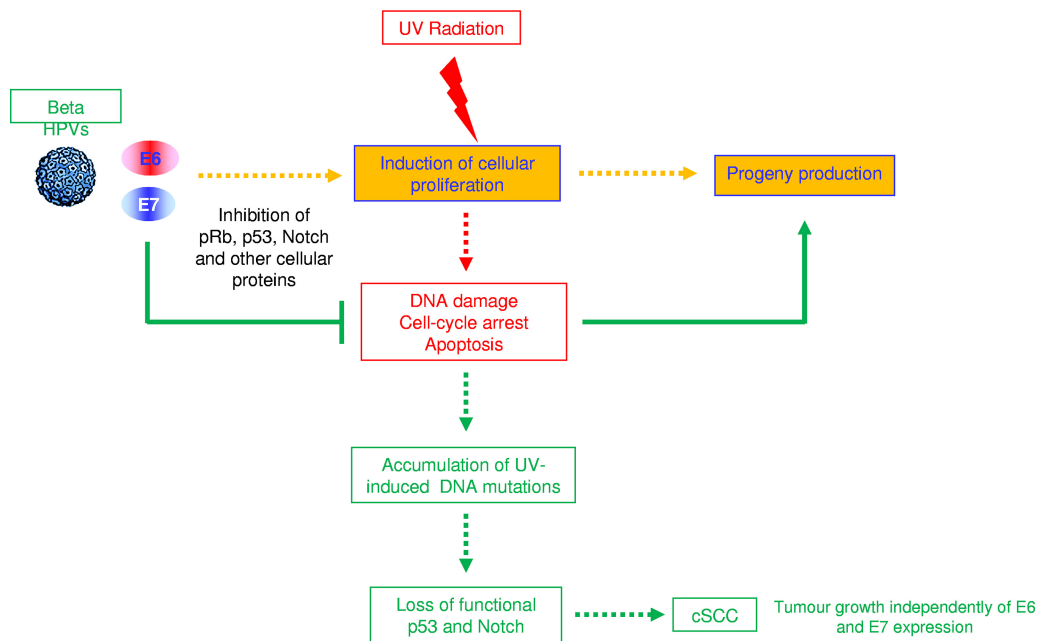 UV Radiation
Beta
HPVs
E6
E7
Induction of cellular
proliferation
Progeny production
Inhibition of
pRb, p53, Notch
and other cellular
proteins
DNA damage
Cell-cycle arrest
Apoptosis
Accumulation of UV-
induced DNA mutations
Loss of functional
p53 and Notch
cSCC
Tumour growth independently of E6
and E7 expression